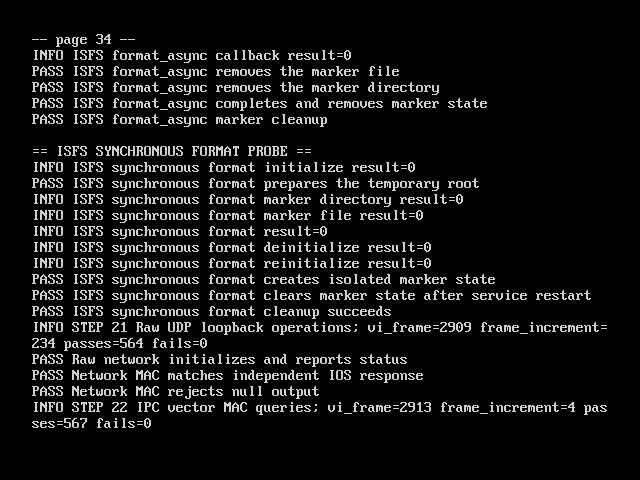 -- page 34 --
INFO ISFS format_async callback result=0
PASS ISFS format_async removes the marker file
PASS ISFS format_async removes the marker directory
PASS ISFS format_async completes and removes marker state
PASS ISFS format_async marker cleanup
== ISFS SYNCHRONOUS FORMAT PROBE ==
INFO ISFS synchronous format initialize result=0
PASS ISFS synchronous format prepares the temporary root
INFO ISFS synchronous format marker directory result=0
INFO ISFS synchronous format marker file result=0
INFO ISFS synchronous format result=0
INFO ISFS synchronous format deinitialize result=0
INFO ISFS synchronous format reinitialize result=0
PASS ISFS synchronous format creates isolated marker state
PASS ISFS synchronous format clears marker state after service restart
PASS ISFS synchronous format cleanup succeeds
INFO STEP 21 Raw UDP loopback operations; vi_frame=2909 frame_increment=
234 passes=564 fails=0
PASS Raw network initializes and reports status
PASS Network MAC matches independent IOS response
PASS Network MAC rejects null output
INFO STEP 22 IPC vector MAC queries; vi_frame=2913 frame_increment=4 pas
ses=567 fails=0